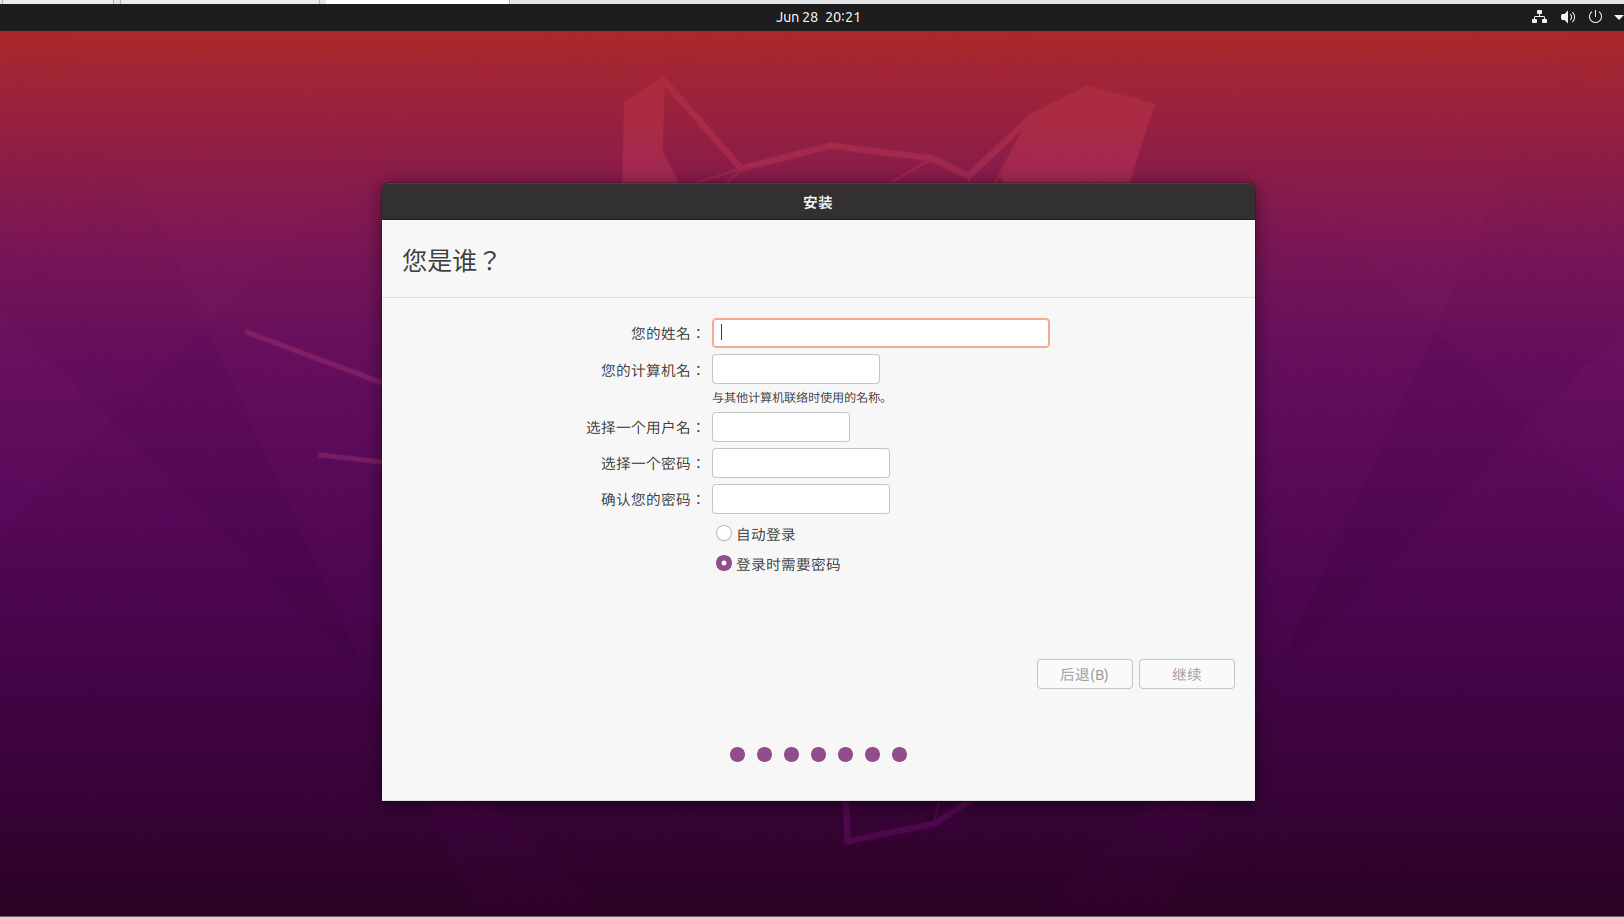 Jun 28 20:21
安装
您是谁？
您的姓名：
您的计算机名：
与其他计算机联络时使用的名称。
选择一个用户名：
选择一个密码：
确认您的密码：
自动登录
登录时需要密码
后退(B) 继续